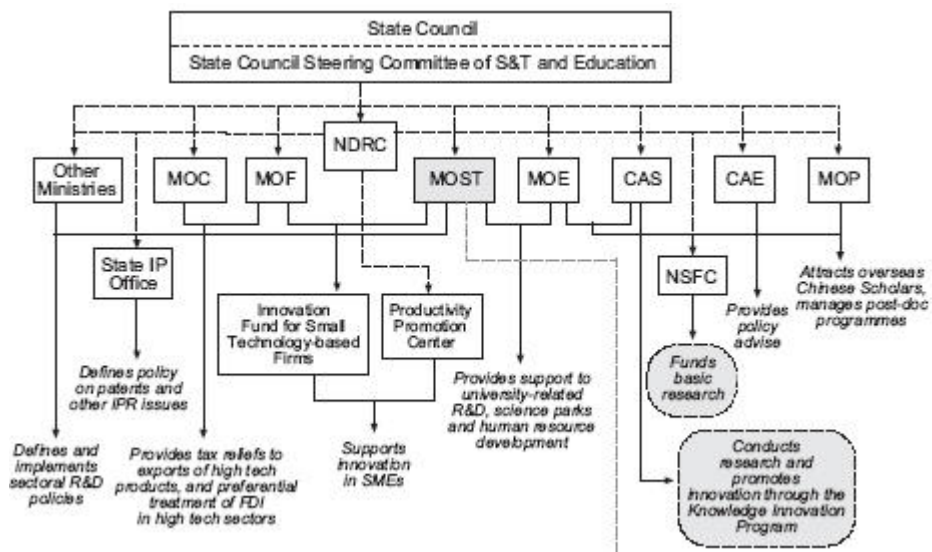 State Council
State Council Steering Committee of S&T and Education
NDRC
Other
Ministries
MOC
MOF
MOST
MOE
CAS
CAE
MOP
State IP
Office
NSFC
Innovation
Fund for Small
Technology-based
Firms
Productivity
Promotion
Center
Attracts overseas
Chinese Scholars,
manages post-doc
programmes
Provides
policy
advise
Defines policy
on patents and
other IPR issues
Funds
basic
research
Provides support to
university-related
R&D, science parks
and human resource
development
Defines and
implements
sectoral R&D
policies
Provides tax reliefs to
exports of high tech
products, and preferential
treatment of FDI
in high tech sectors
Supports
innovation
in SMEs
Conducts
research and
promotes
innovation through the
Knowledge Innovation
Program